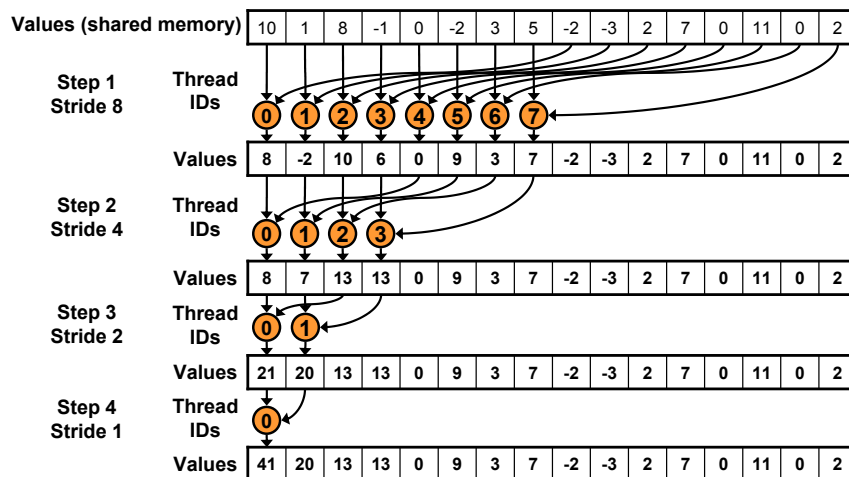 Values (shared memory) 10 1 8 -1 0 -2 3 5 -2 -3 2 7 0 11 0 2
Step 1 Thread
Stride 8 IDs 0 1 2 3 4 5 6 7
Values 8 -2 10 6 0 9 3 7 -2 -3 2 7 0 11 0 2
Step 2 Thread
Stride 4 IDs 0 1 2 3
Values 8 7 13 13 0 9 3 7 -2 -3 2 7 0 11 0 2
Step 3 Thread
Stride 2 IDs 0 1
Values 21 20 13 13 0 9 3 7 -2 -3 2 7 0 11 0 2
Step 4 Thread
Stride 1 IDs 0
Values 41 20 13 13 0 9 3 7 -2 -3 2 7 0 11 0 2